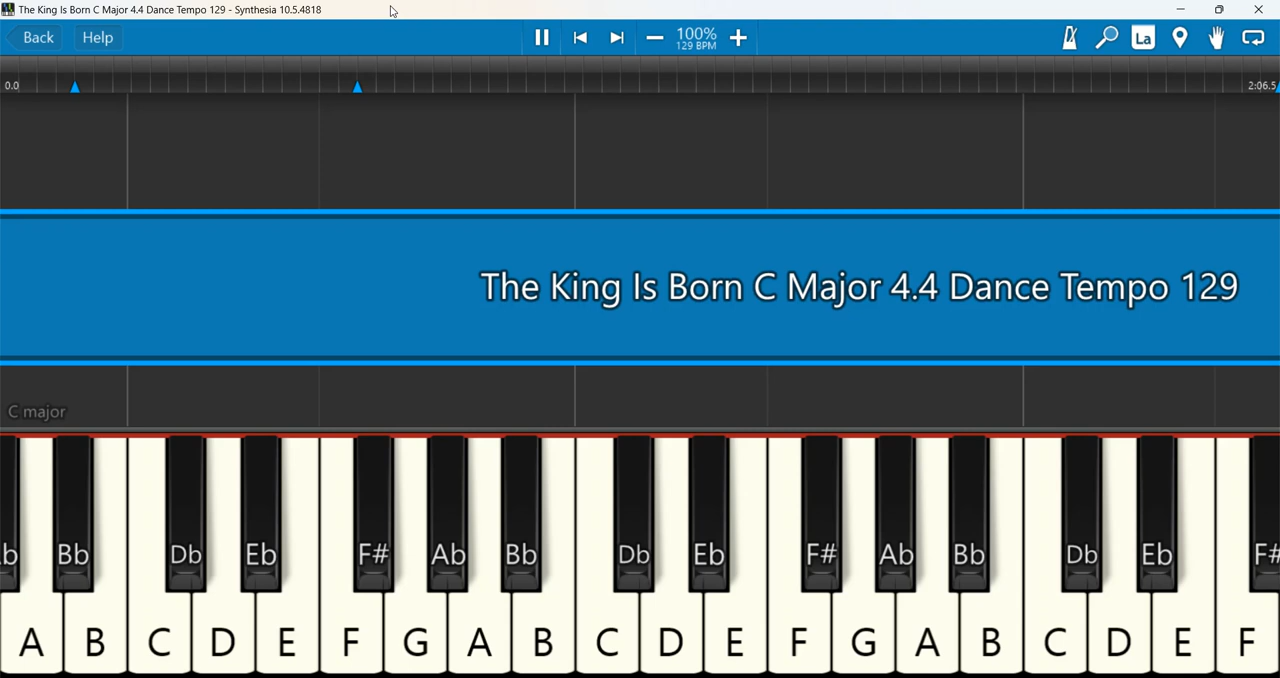 The King Is Born C Major 4.4 Dance Tempo 129 - Synthesia 10.5.4818
Back Help 100% La
129 BPM
0.0 2:06.5
The King Is Born C Major 4.4 Dance Tempo 129
C major
b Bb Db Eb F# Ab Bb Db Eb F# Ab Bb Db Eb F#
A B C D E F G A B C D E F G A B C D E F